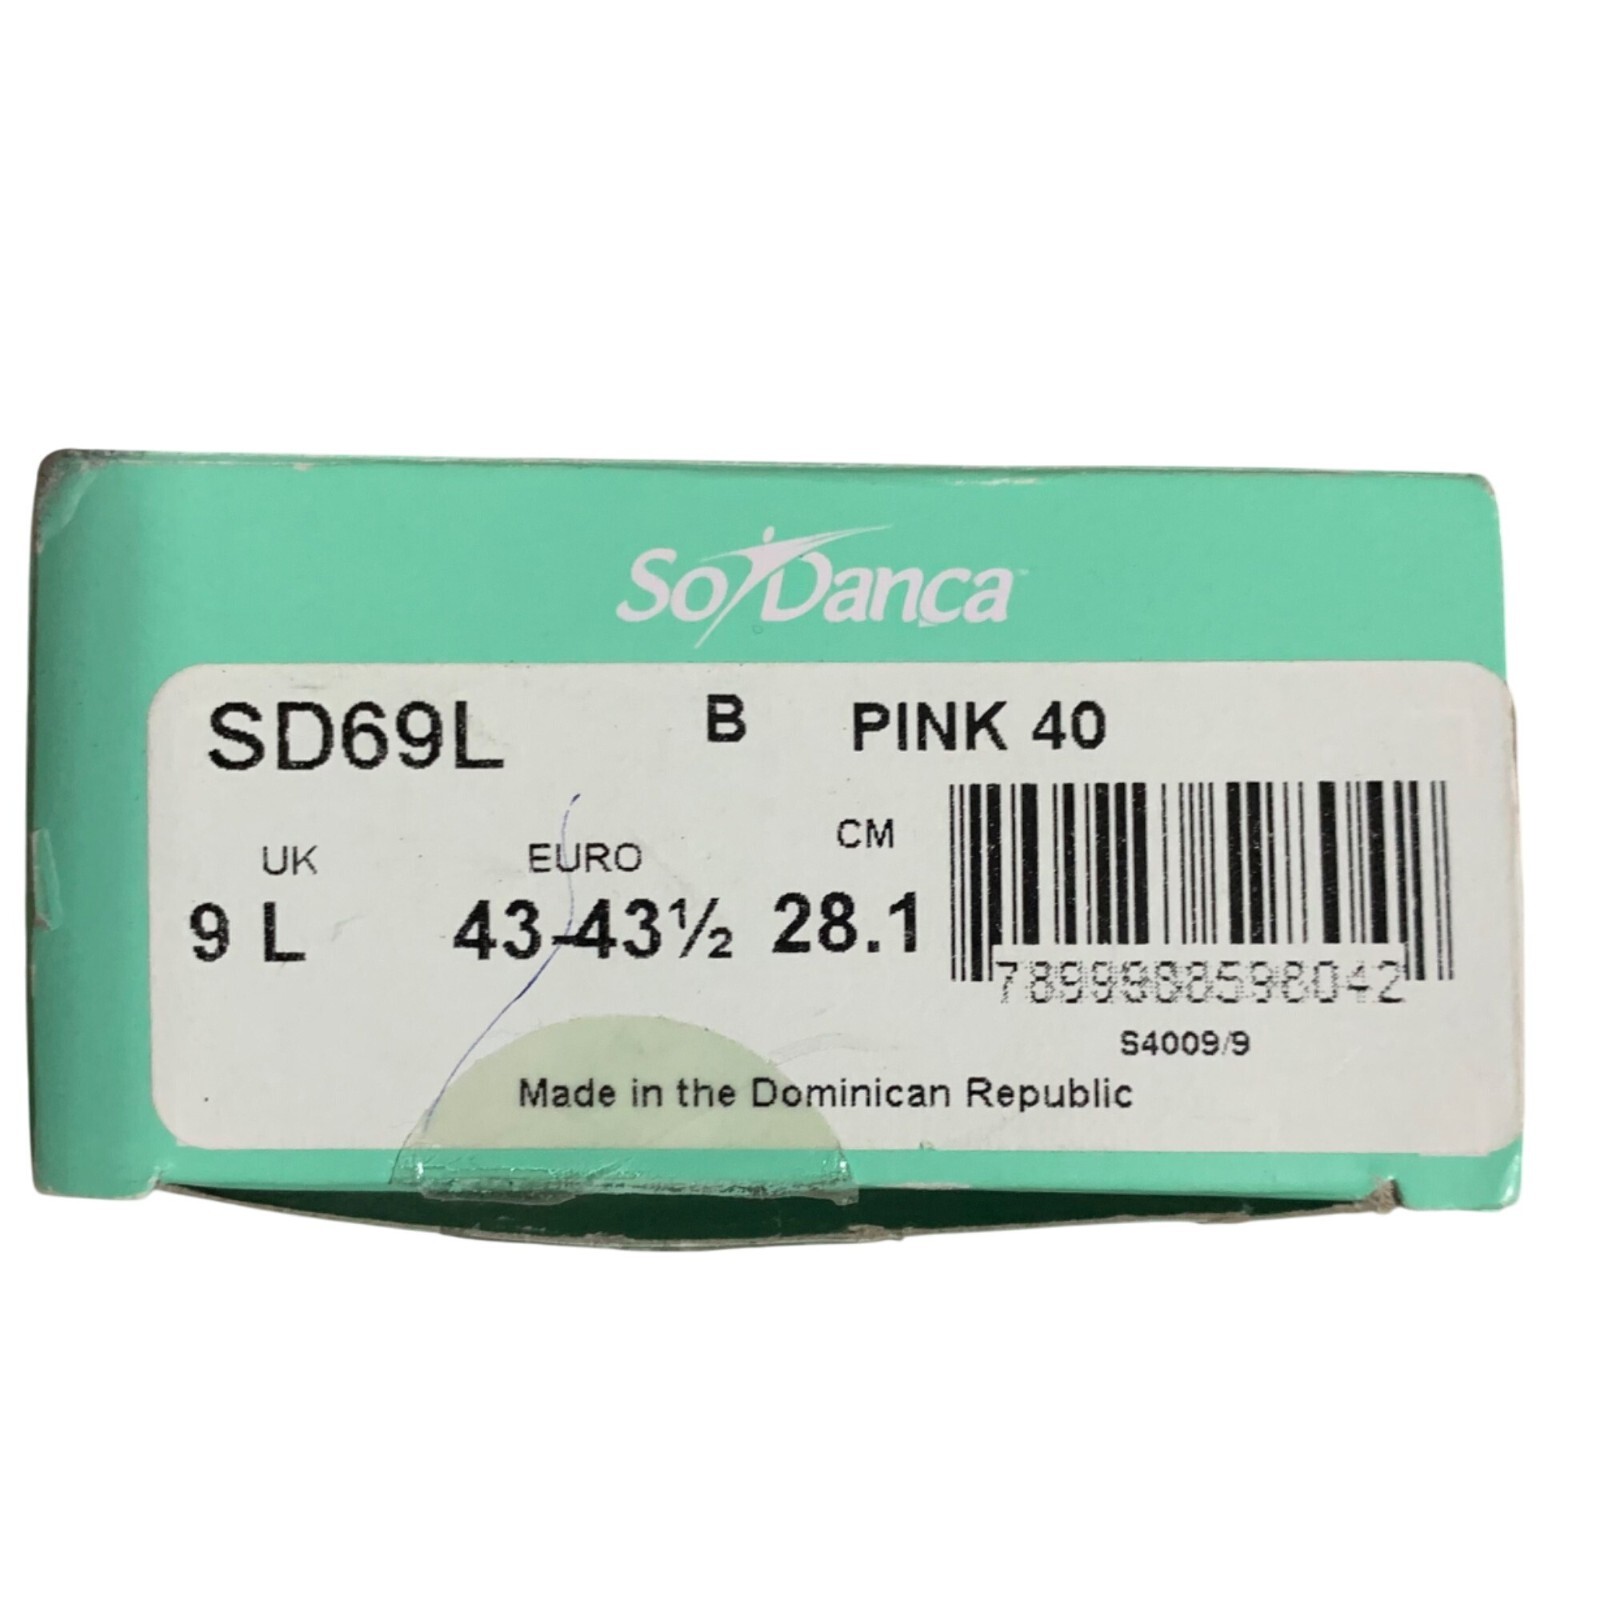 SoDança
SD69L B PINK 40
UK EURO CM
9 L 43-43½ 28.1
7899988598042
S4009/9
Made in the Dominican Republic